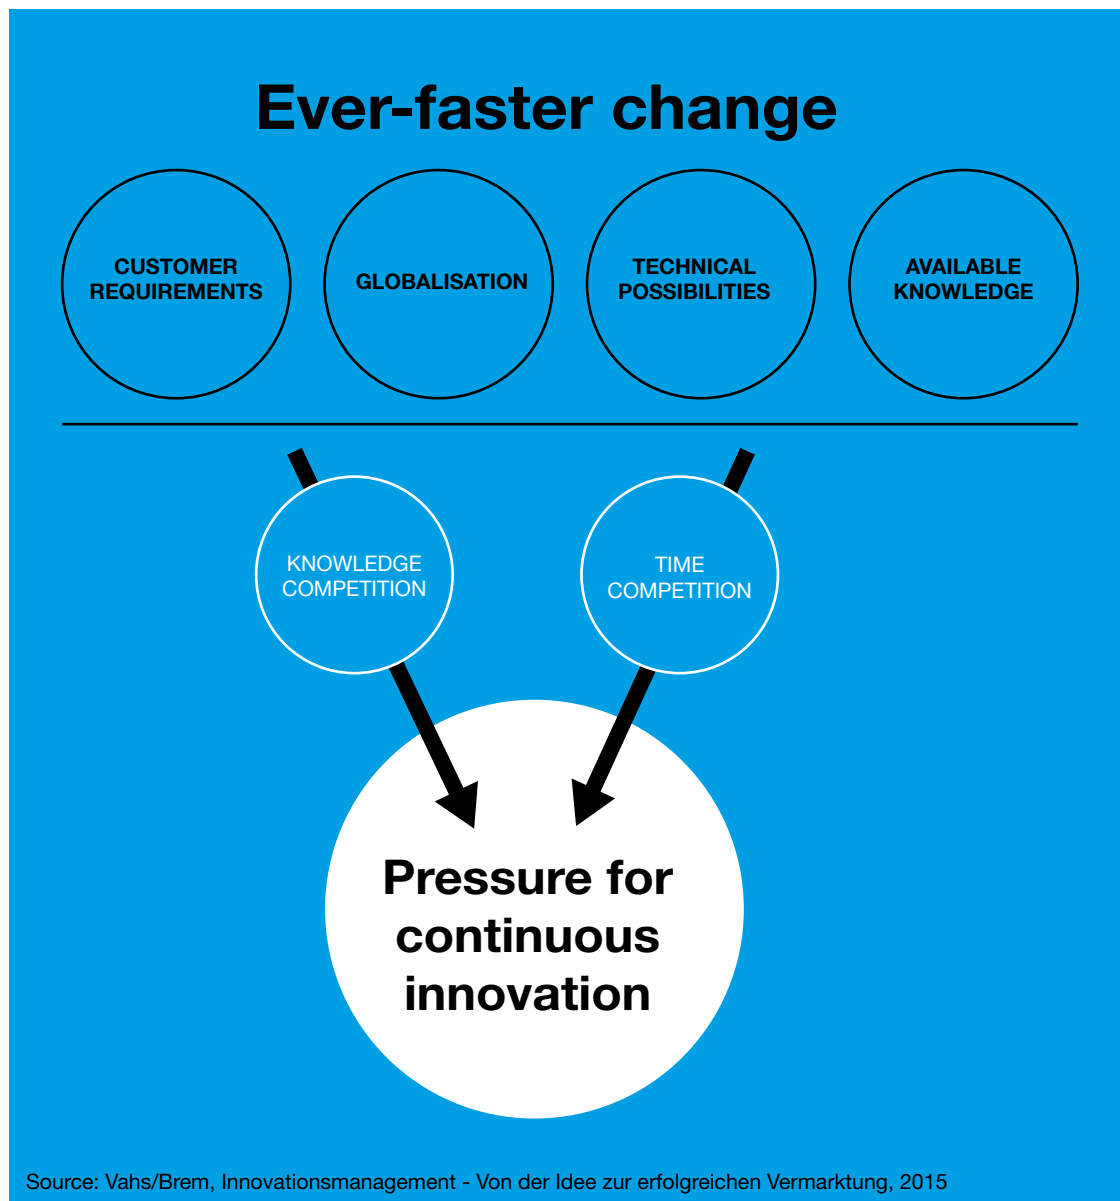 Ever-faster change
CUSTOMER
REQUIREMENTS
GLOBALISATION
TECHNICAL
POSSIBILITIES
AVAILABLE
KNOWLEDGE
KNOWLEDGE
COMPETITION
TIME
COMPETITION
Pressure for
continuous
innovation
Source: Vahs/Brem, Innovationsmanagement - Von der Idee zur erfolgreichen Vermarktung, 2015